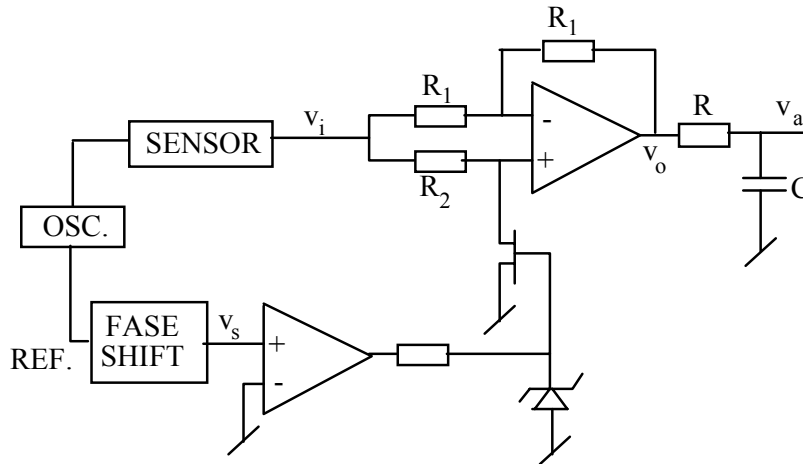 R1
R1
R
va
vi
-
SENSOR
+
vo
R2
C
OSC.
FASE
SHIFT
vs
+
REF.
-